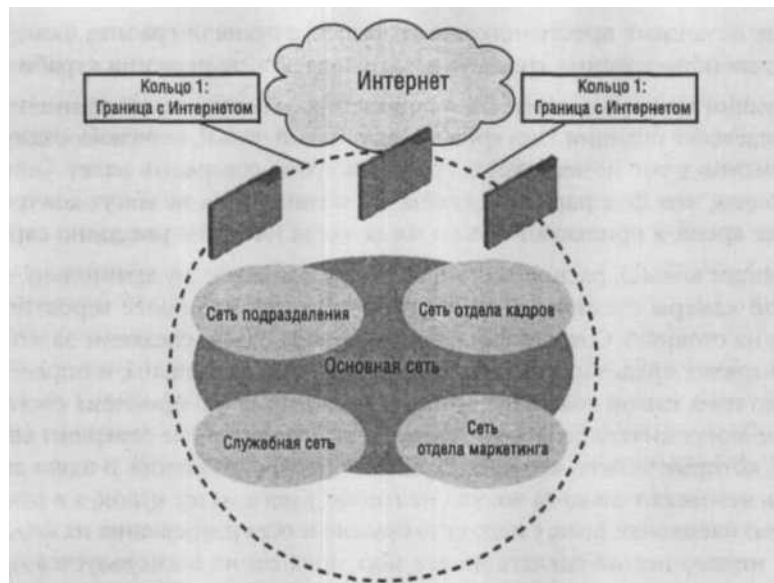 Интернет
Кольцо 1:
Граница с Интернетом
Кольцо 1:
Граница с Интернетом
Сеть подразделения
Сеть отдела кадров
Основная сеть
Служебная сеть
Сеть
отдела маркетинга